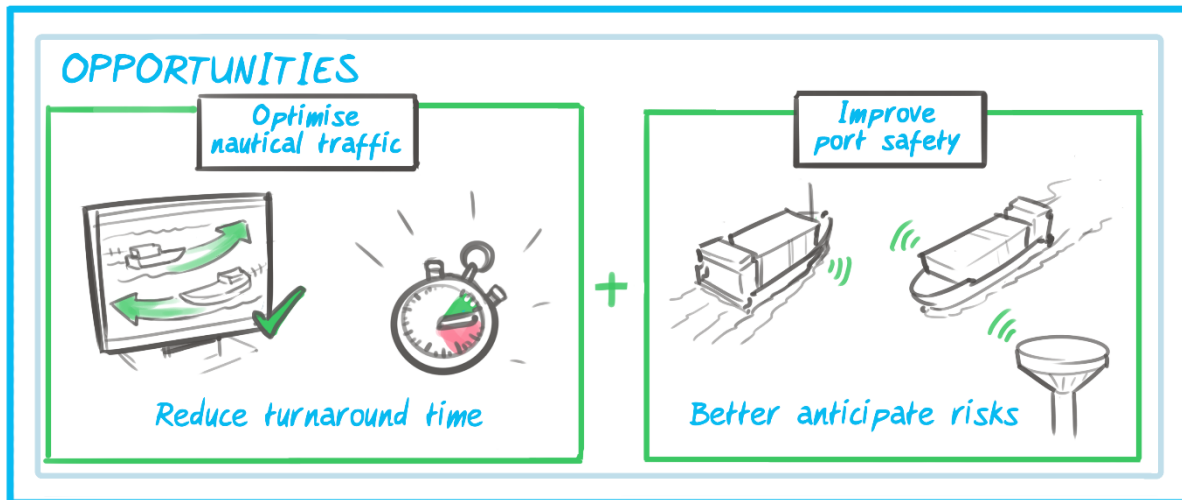 OPPORTUNITIES
Optimise
nautical traffic
Reduce turnaround time
+
Improve
port safety
Better anticipate risks